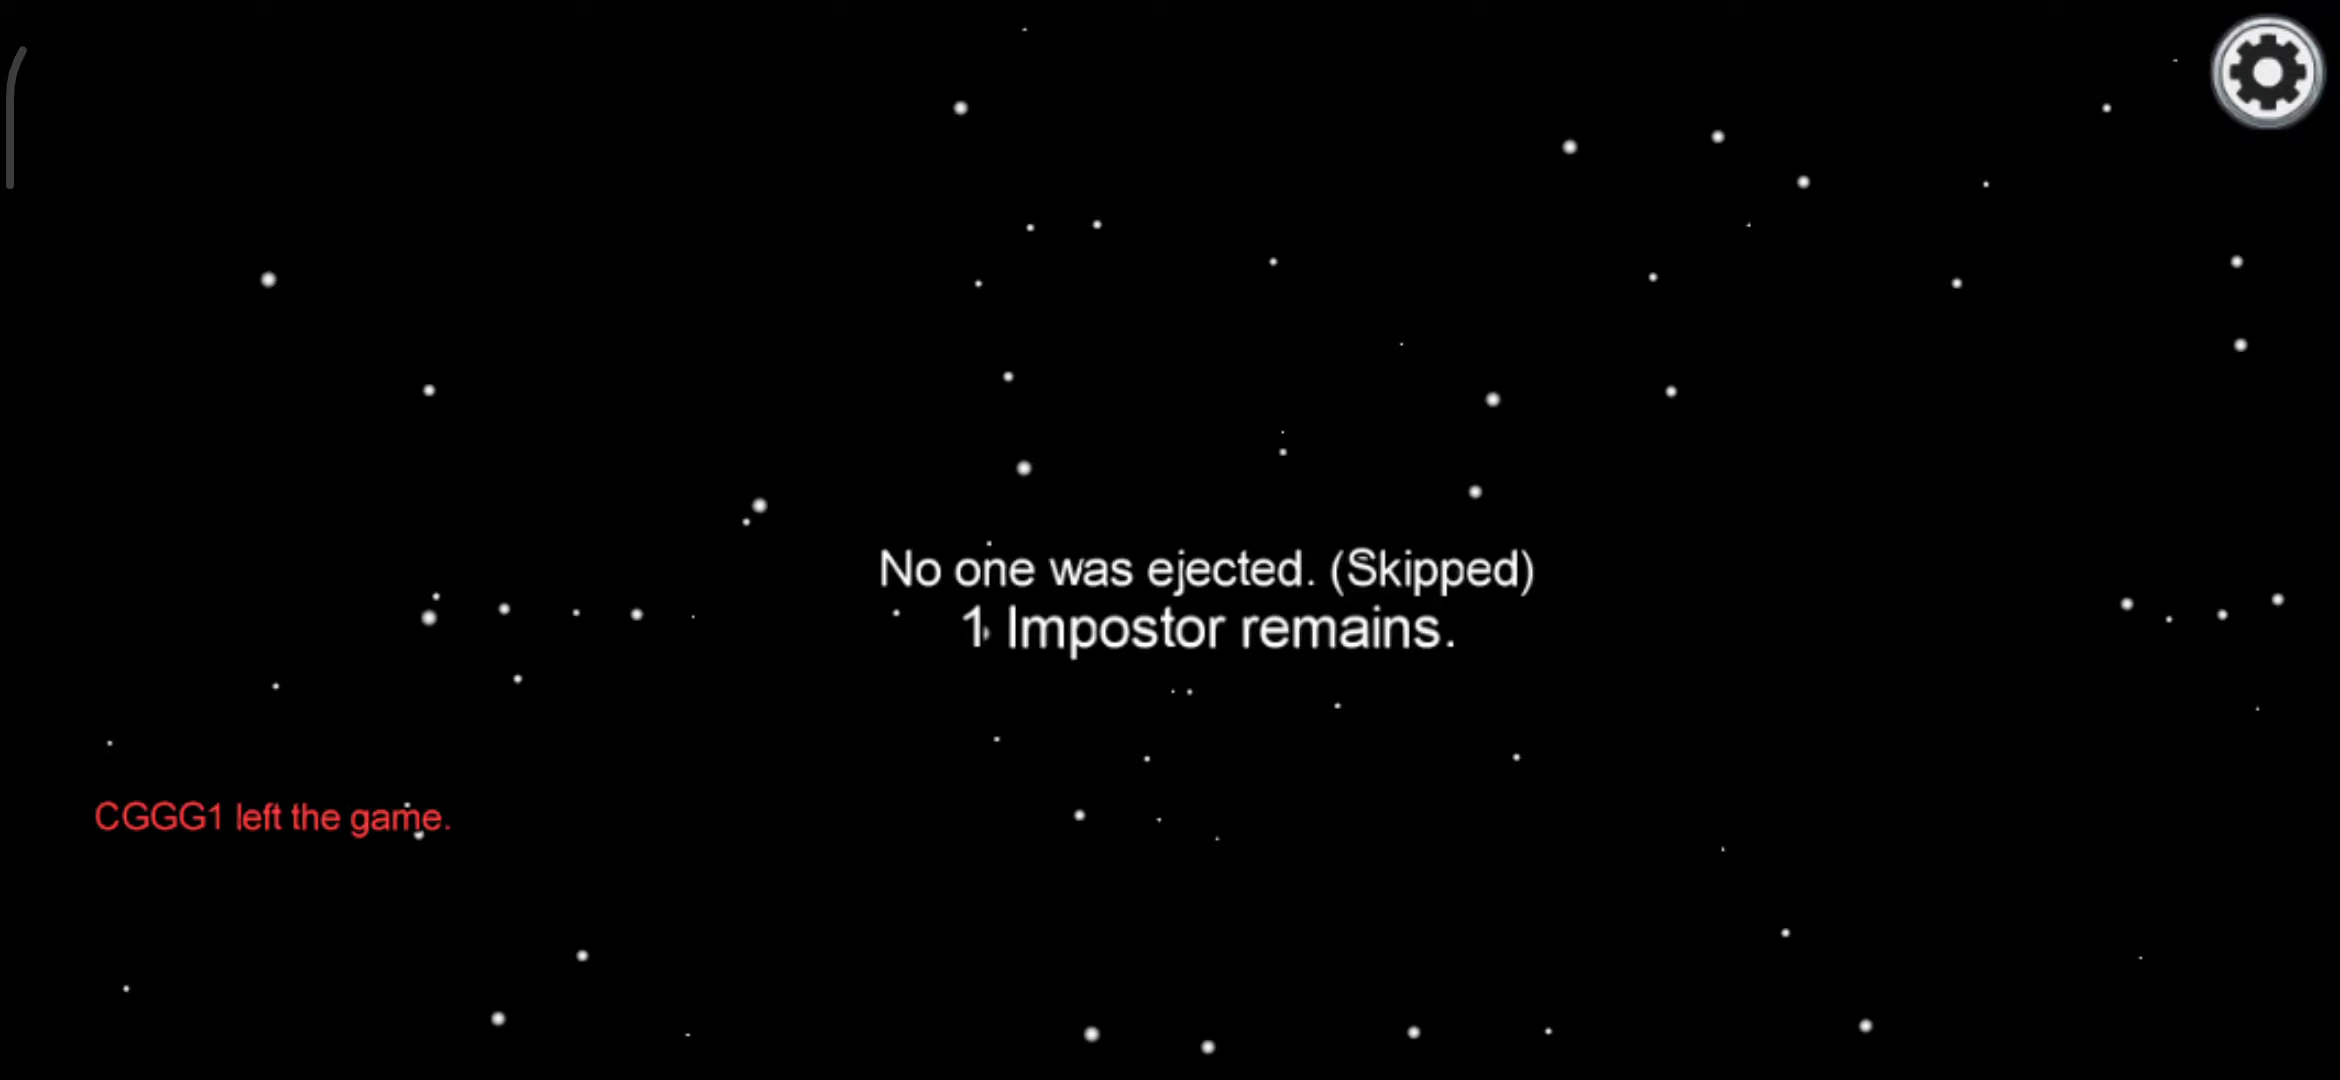 No one was ejected. (Skipped)
1 Impostor remains.
CGGG1 left the game.